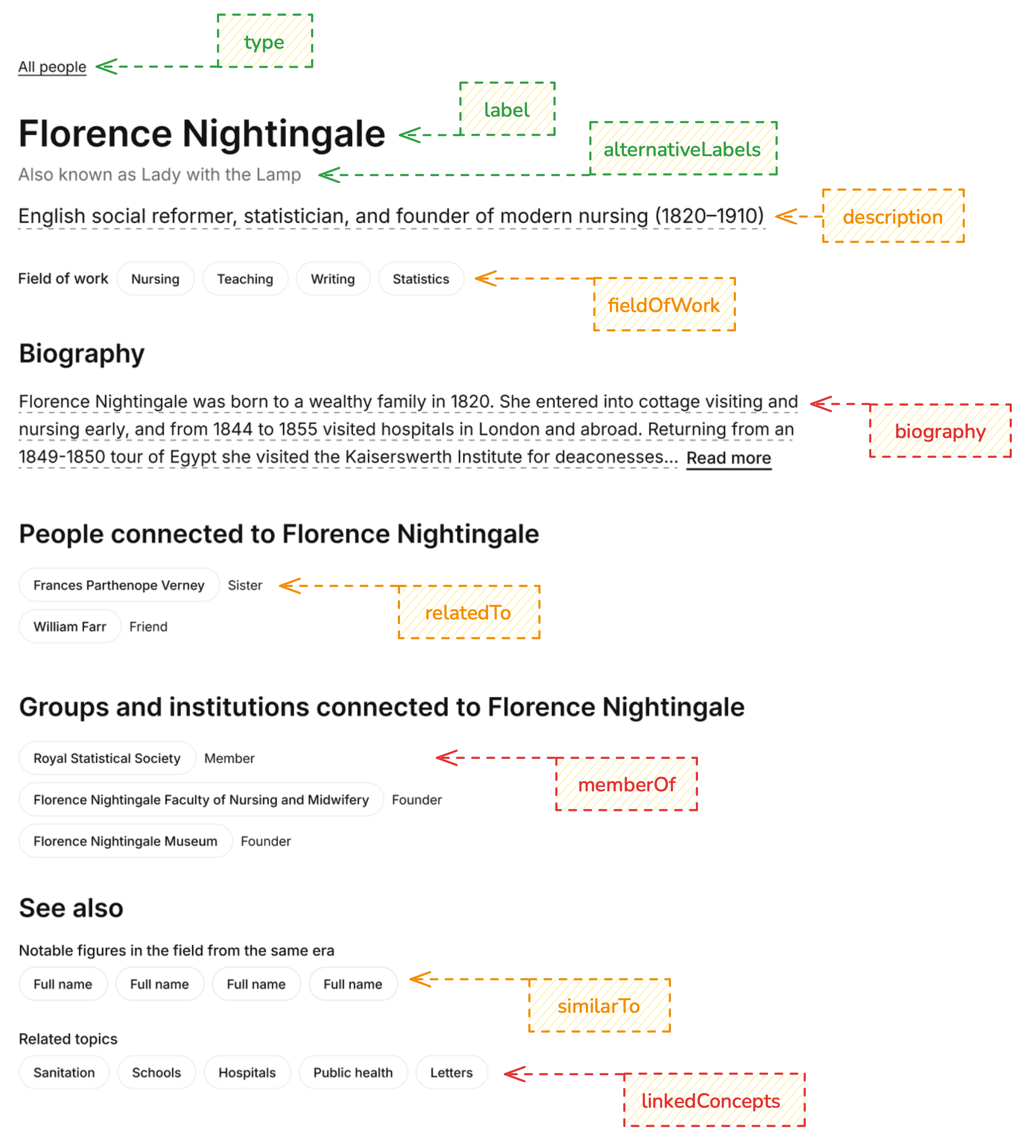 type
All people
label
Florence Nightingale
alternativeLabels
Also known as Lady with the Lamp
English social reformer, statistician, and founder of modern nursing (1820–1910)
description
Field of work Nursing Teaching Writing Statistics
fieldOfWork
Biography
Florence Nightingale was born to a wealthy family in 1820. She entered into cottage visiting and
nursing early, and from 1844 to 1855 visited hospitals in London and abroad. Returning from an
1849-1850 tour of Egypt she visited the Kaiserswerth Institute for deaconesses... Read more
biography
People connected to Florence Nightingale
Frances Parthenope Verney Sister
relatedTo
William Farr Friend
Groups and institutions connected to Florence Nightingale
Royal Statistical Society Member
memberOf
Florence Nightingale Faculty of Nursing and Midwifery Founder
Florence Nightingale Museum Founder
See also
Notable figures in the field from the same era
Full name Full name Full name Full name
similarTo
Related topics
Sanitation Schools Hospitals Public health Letters
linkedConcepts